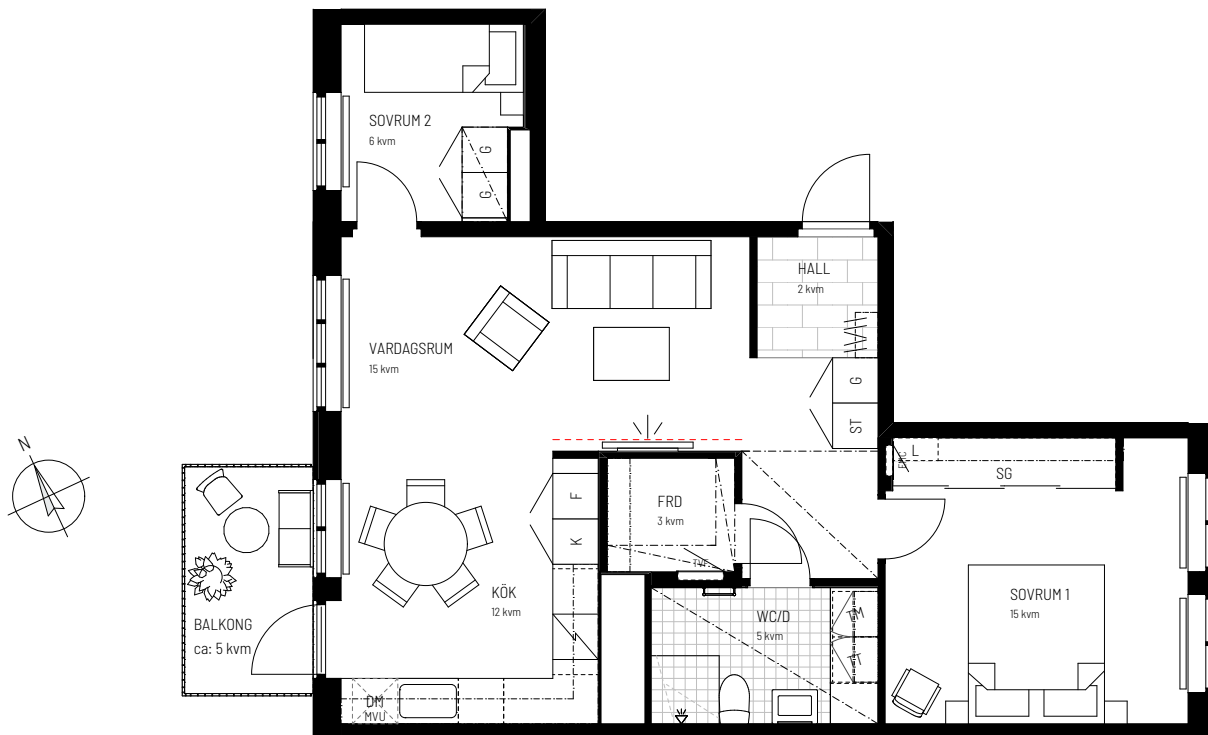 SOVRUM 2
6 kvm
G
G
HALL
2 kvm
VARDAGSRUM
15 kvm
G
ST
N
L
SG
F
FRD
3 kvm
K
KÖK
12 kvm
SOVRUM 1
15 kvm
WC/D
5 kvm
BALKONG
ca: 5 kvm
DM
MVU